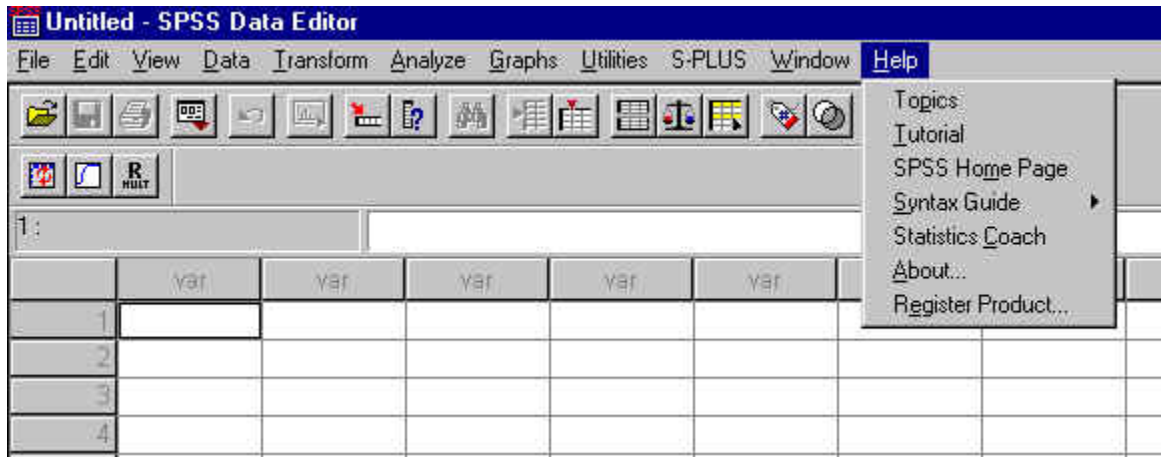 Untitled - SPSS Data Editor
File Edit View Data Transform Analyze Graphs Utilities S-PLUS Window Help
Topics
Tutorial
SPSS Home Page
Syntax Guide
Statistics Coach
About...
Register Product...
R
MULT
1 :
var var var var var
1
2
3
4